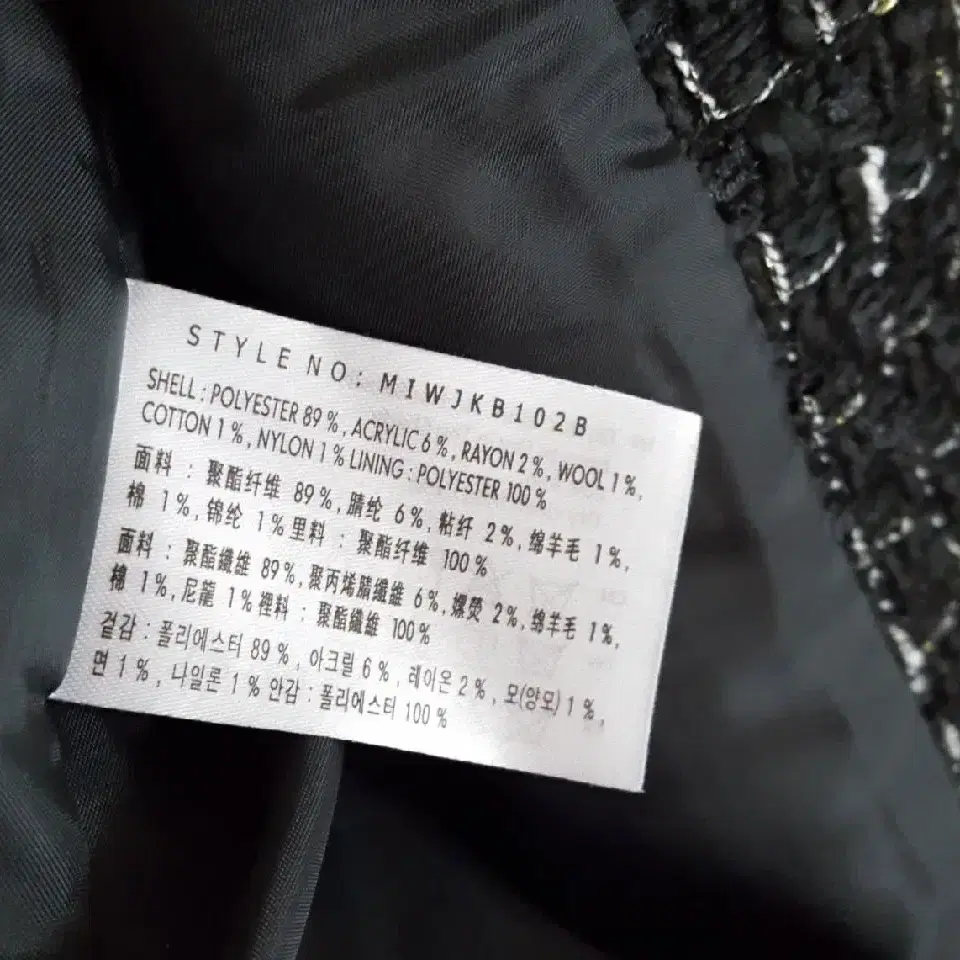 STYLE NO: MIWJKB102B
SHELL : POLYESTER 89 %, ACRYLIC 6 %, RAYON 2 %, WOOL 1 %,
COTTON 1 %, NYLON 1 % LINING : POLYESTER 100 %
面料 : 聚酯纤维 89 %, 腈纶 6 %, 粘纤 2 %, 绵羊毛 1 %,
棉 1 %, 锦纶 1 % 里料 : 聚酯纤维 100 %
面料 : 聚酯纖維 89 %, 聚丙烯腈纖維 6 %, 螺荧 2 %, 绵羊毛 1 %,
棉 1 %, 尼龍 1 % 裡料 : 聚酯纖維 100 %
겉감 : 폴리에스터 89 % , 아크릴 6 % , 레이온 2 % , 모(양모) 1 % ,
면 1 % , 나일론 1 % 안감 : 폴리에스터 100 %